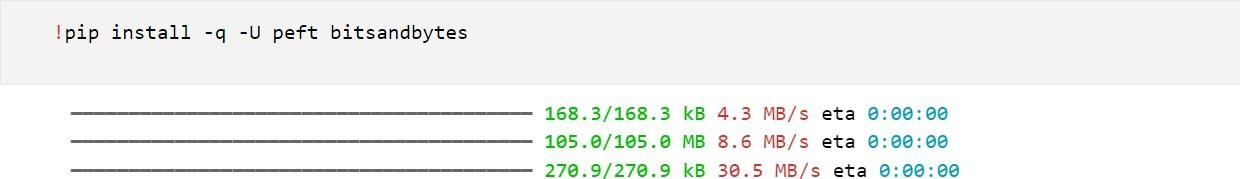 !pip install -q -U peft bitsandbytes
168.3/168.3 kB 4.3 MB/s eta 0:00:00
105.0/105.0 MB 8.6 MB/s eta 0:00:00
270.9/270.9 kB 30.5 MB/s eta 0:00:00